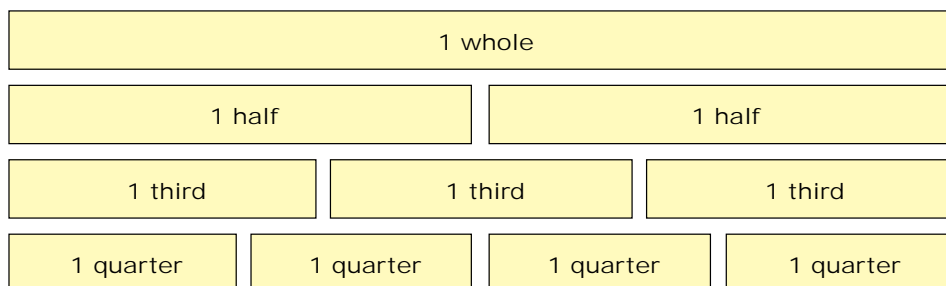 1 whole
1 half 1 half
1 third 1 third 1 third
1 quarter 1 quarter 1 quarter 1 quarter